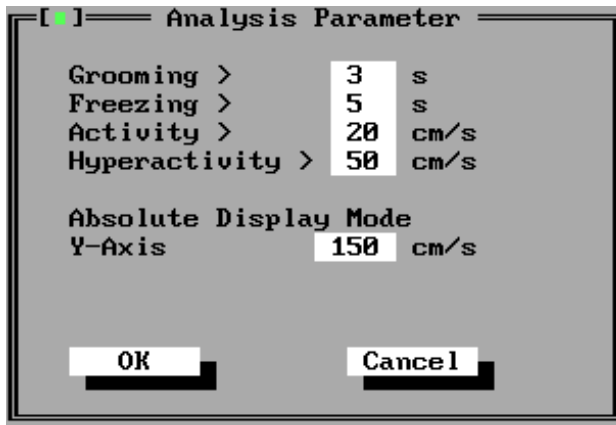 [▪] Analysis Parameter
Grooming > 3 s
Freezing > 5 s
Activity > 20 cm/s
Hyperactivity > 50 cm/s
Absolute Display Mode
Y-Axis 150 cm/s
OK Cancel